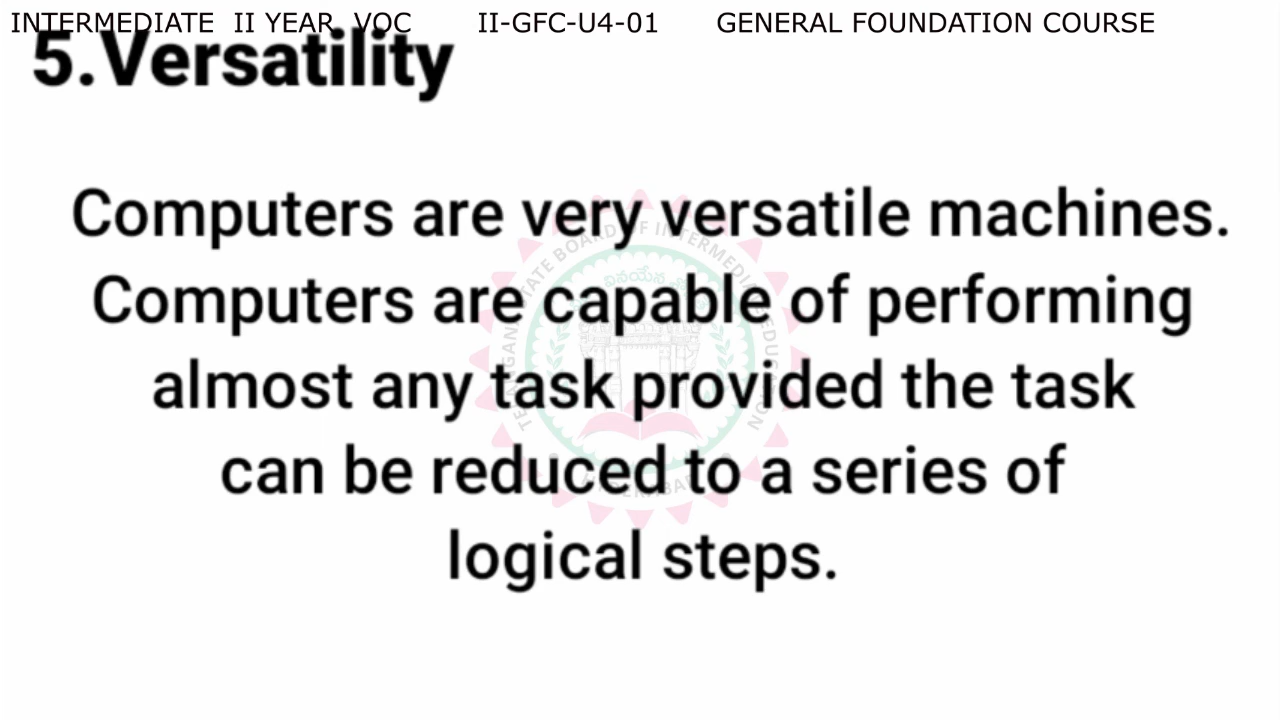 INTERMEDIATE II YEAR VOC II-GFC-U4-01 GENERAL FOUNDATION COURSE
5.Versatility
Computers are very versatile machines.
Computers are capable of performing
almost any task provided the task
can be reduced to a series of
logical steps.